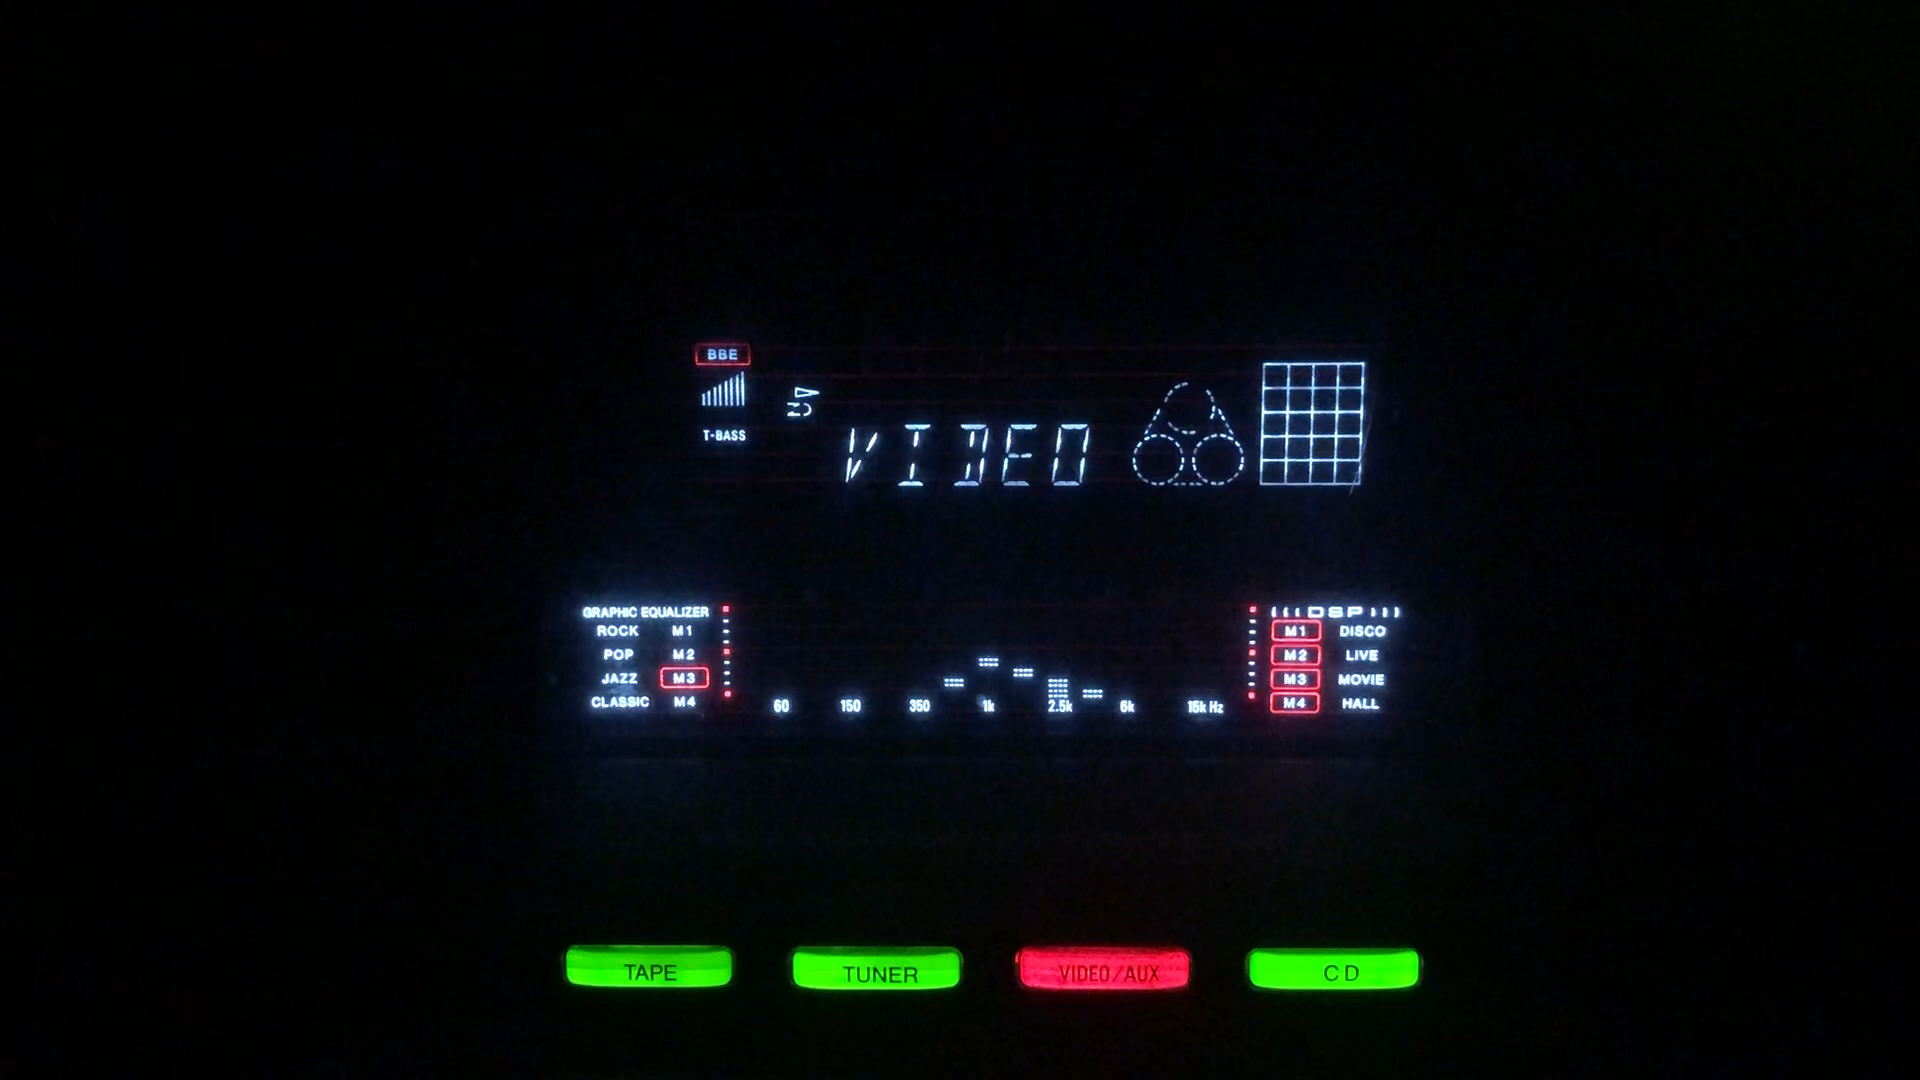 BBE
T-BASS
VIDEO
GRAPHIC EQUALIZER
ROCK M1
POP M2
JAZZ M3
CLASSIC M4
60 150 350 1k 2.5k 6k 15k Hz
DSP
M1 DISCO
M2 LIVE
M3 MOVIE
M4 HALL
TAPE
TUNER
VIDEO/AUX
CD